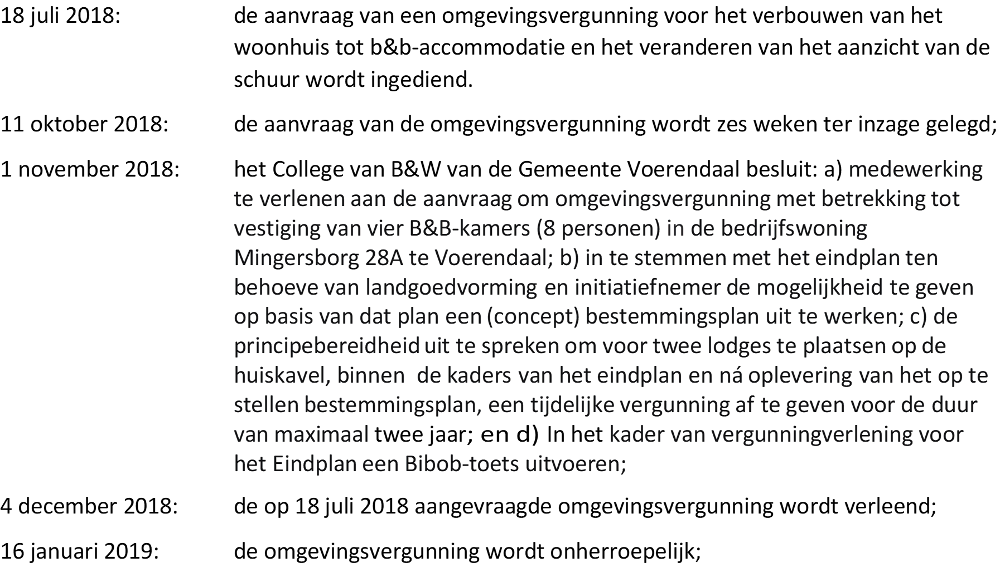 18 juli 2018: de aanvraag van een omgevingsvergunning voor het verbouwen van het
woonhuis tot b&b-accommodatie en het veranderen van het aanzicht van de
schuur wordt ingediend.
11 oktober 2018: de aanvraag van de omgevingsvergunning wordt zes weken ter inzage gelegd;
1 november 2018: het College van B&W van de Gemeente Voerendaal besluit: a) medewerking
te verlenen aan de aanvraag om omgevingsvergunning met betrekking tot
vestiging van vier B&B-kamers (8 personen) in de bedrijfswoning
Mingersborg 28A te Voerendaal; b) in te stemmen met het eindplan ten
behoeve van landgoedvorming en initiatiefnemer de mogelijkheid te geven
op basis van dat plan een (concept) bestemmingsplan uit te werken; c) de
principebereidheid uit te spreken om voor twee lodges te plaatsen op de
huiskavel, binnen de kaders van het eindplan en ná oplevering van het op te
stellen bestemmingsplan, een tijdelijke vergunning af te geven voor de duur
van maximaal twee jaar; en d) In het kader van vergunningverlening voor
het Eindplan een Bibob-toets uitvoeren;
4 december 2018: de op 18 juli 2018 aangevraagde omgevingsvergunning wordt verleend;
16 januari 2019: de omgevingsvergunning wordt onherroepelijk;